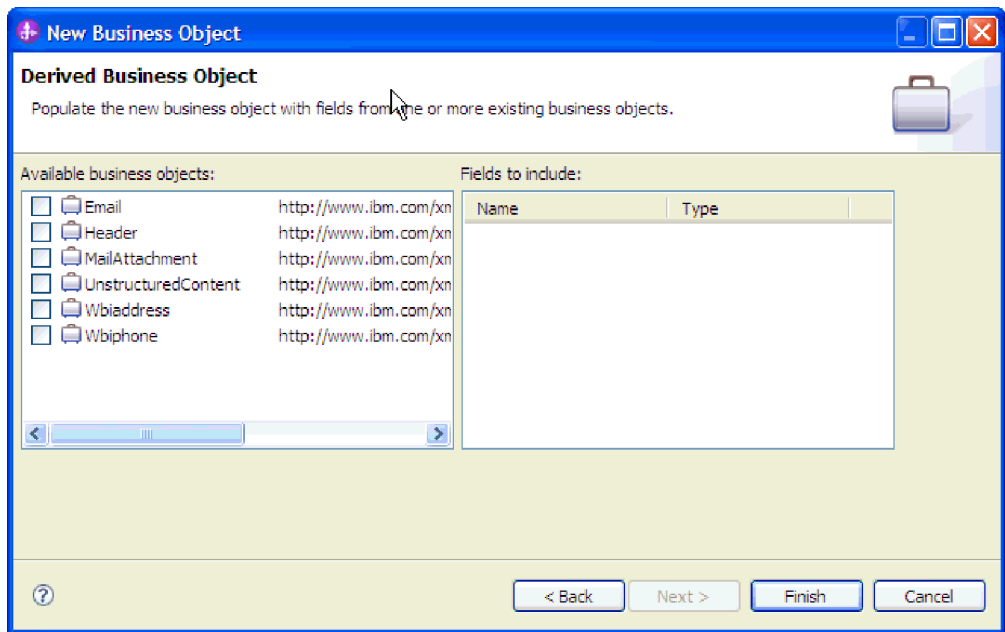 New Business Object
Derived Business Object
Populate the new business object with fields from one or more existing business objects.
Available business objects:
Fields to include:
Email http://www.ibm.com/xn
Header http://www.ibm.com/xn
MailAttachment http://www.ibm.com/xn
UnstructuredContent http://www.ibm.com/xn
Wbiaddress http://www.ibm.com/xn
Wbiphone http://www.ibm.com/xn
Name Type
?
< Back Next > Finish Cancel